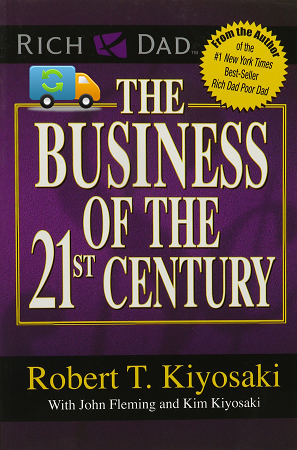 RICH DAD™
From the Author
of the
#1 New York Times
Best-Seller
Rich Dad Poor Dad
THE
BUSINESS
OF THE
21ST CENTURY
Robert T. Kiyosaki
With John Fleming and Kim Kiyosaki